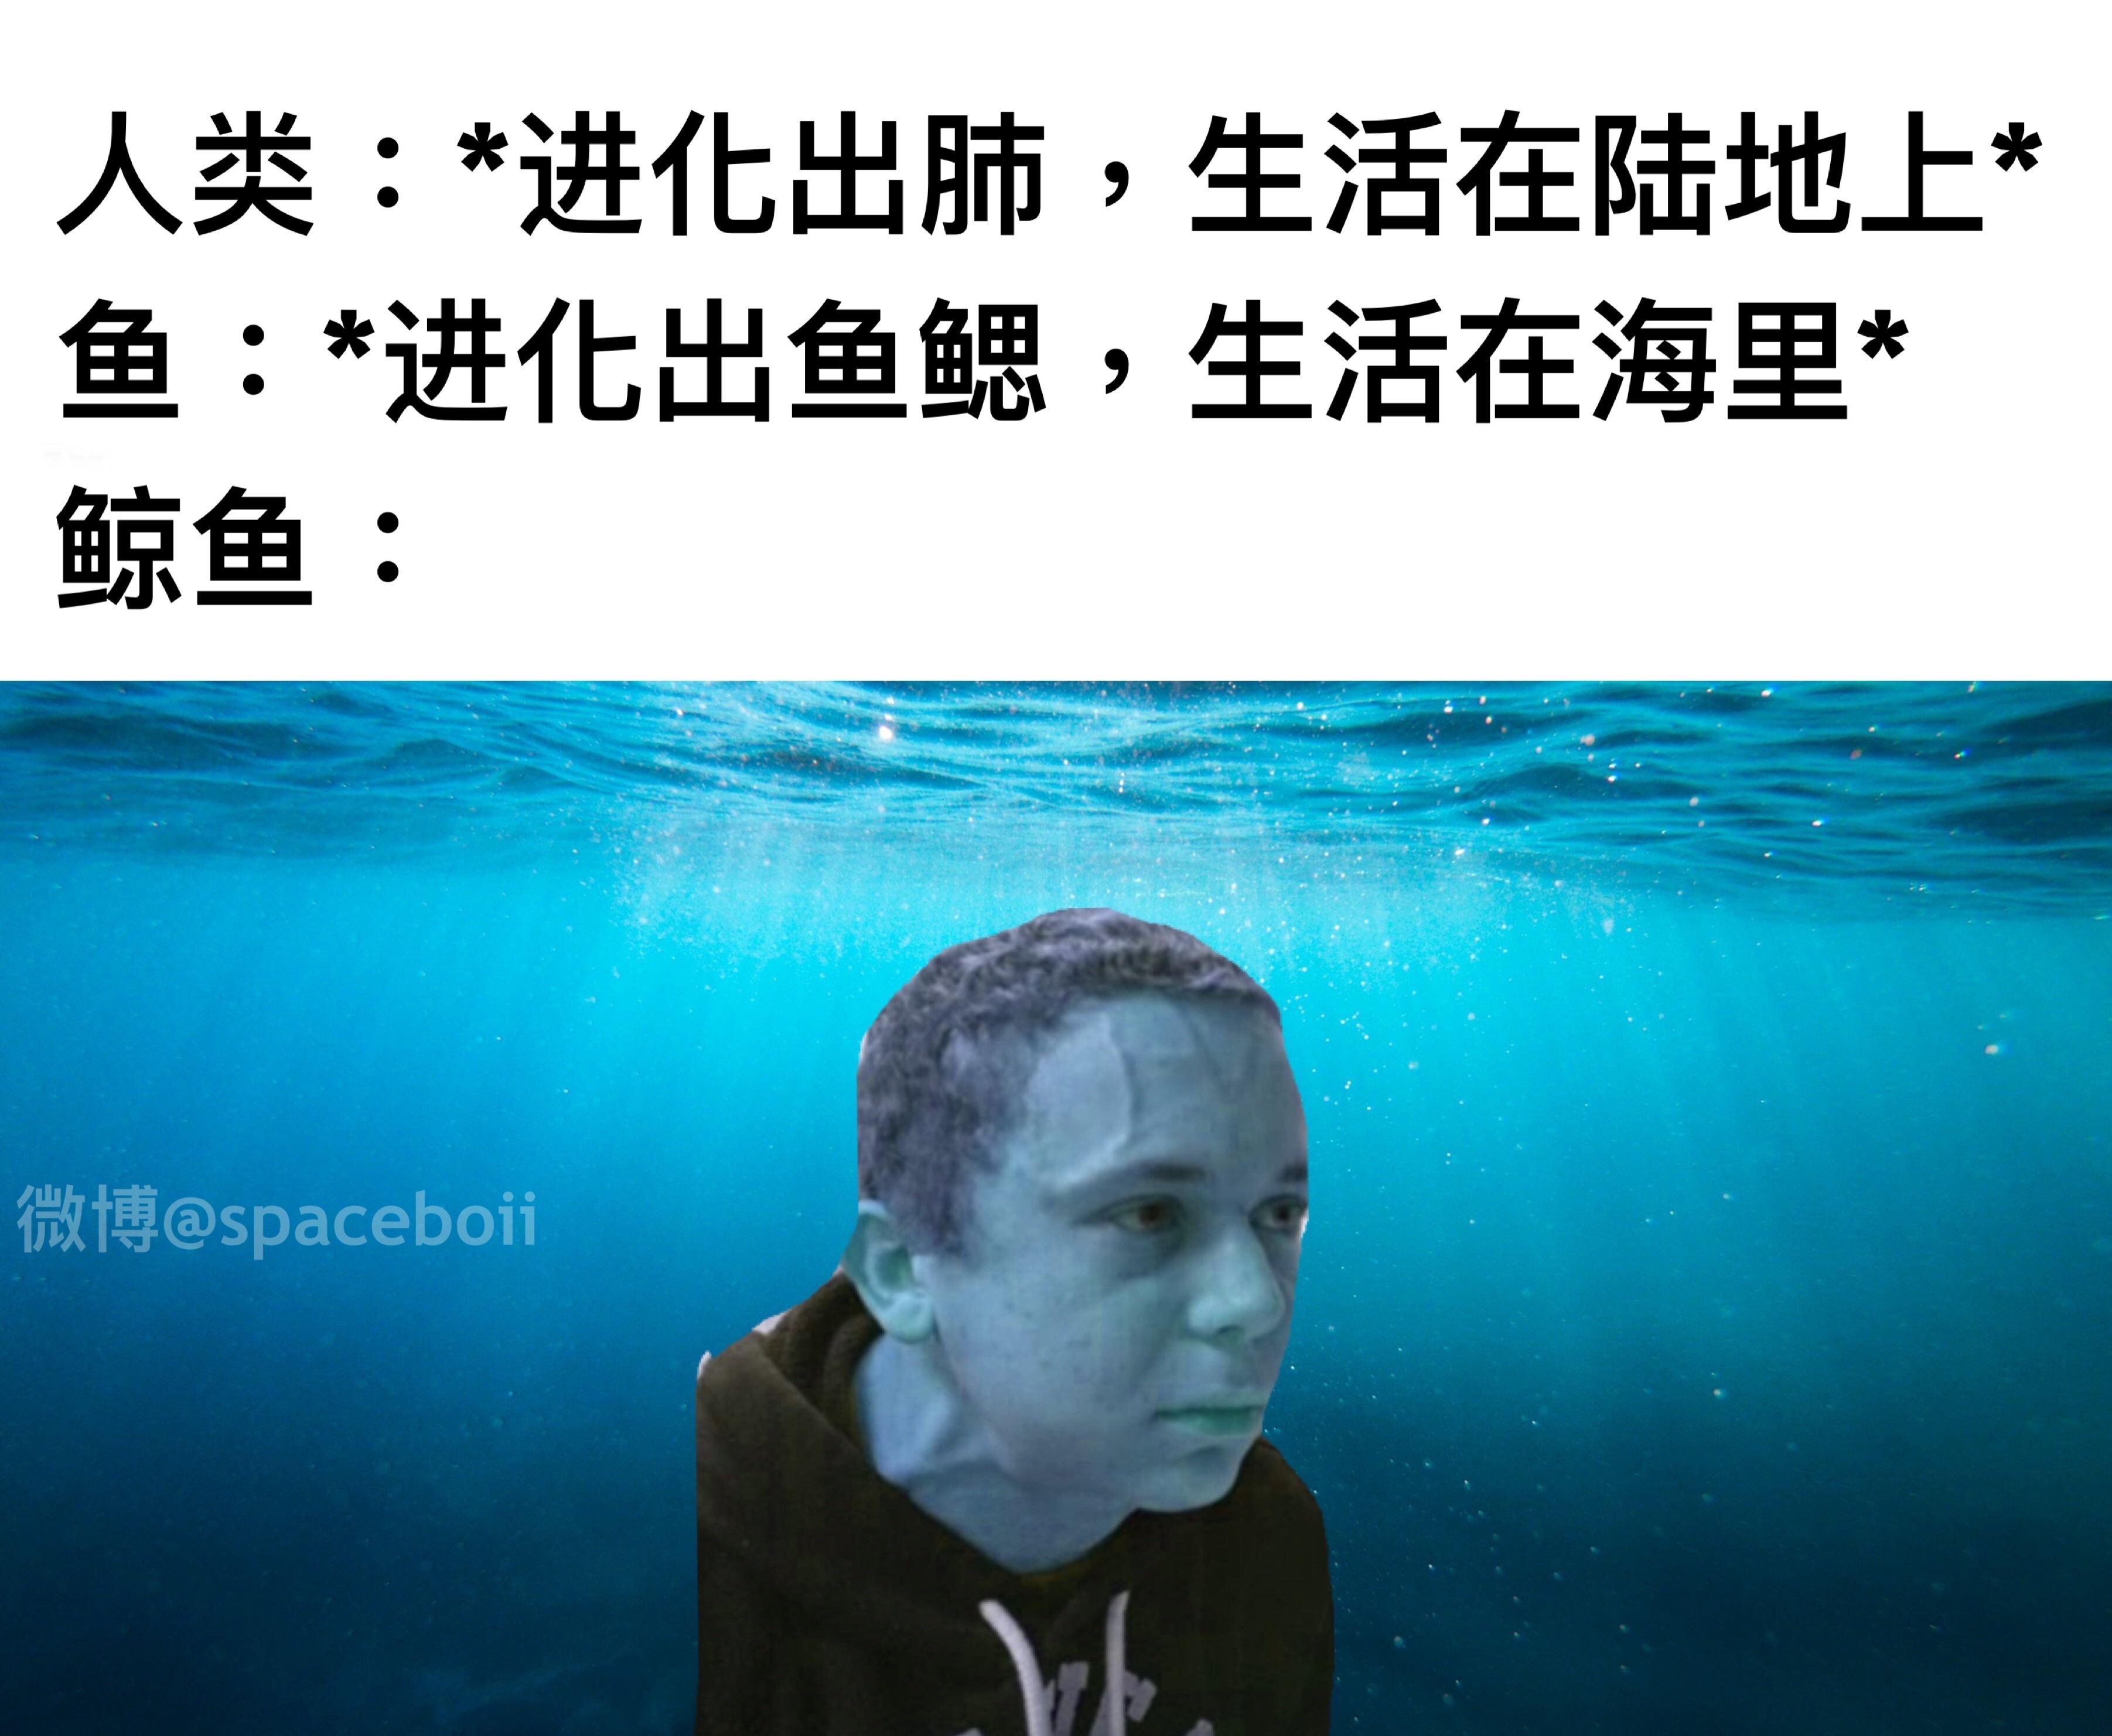 人类：*进化出肺，生活在陆地上*
鱼：*进化出鱼鳃，生活在海里*
鲸鱼：
微博@spaceboii